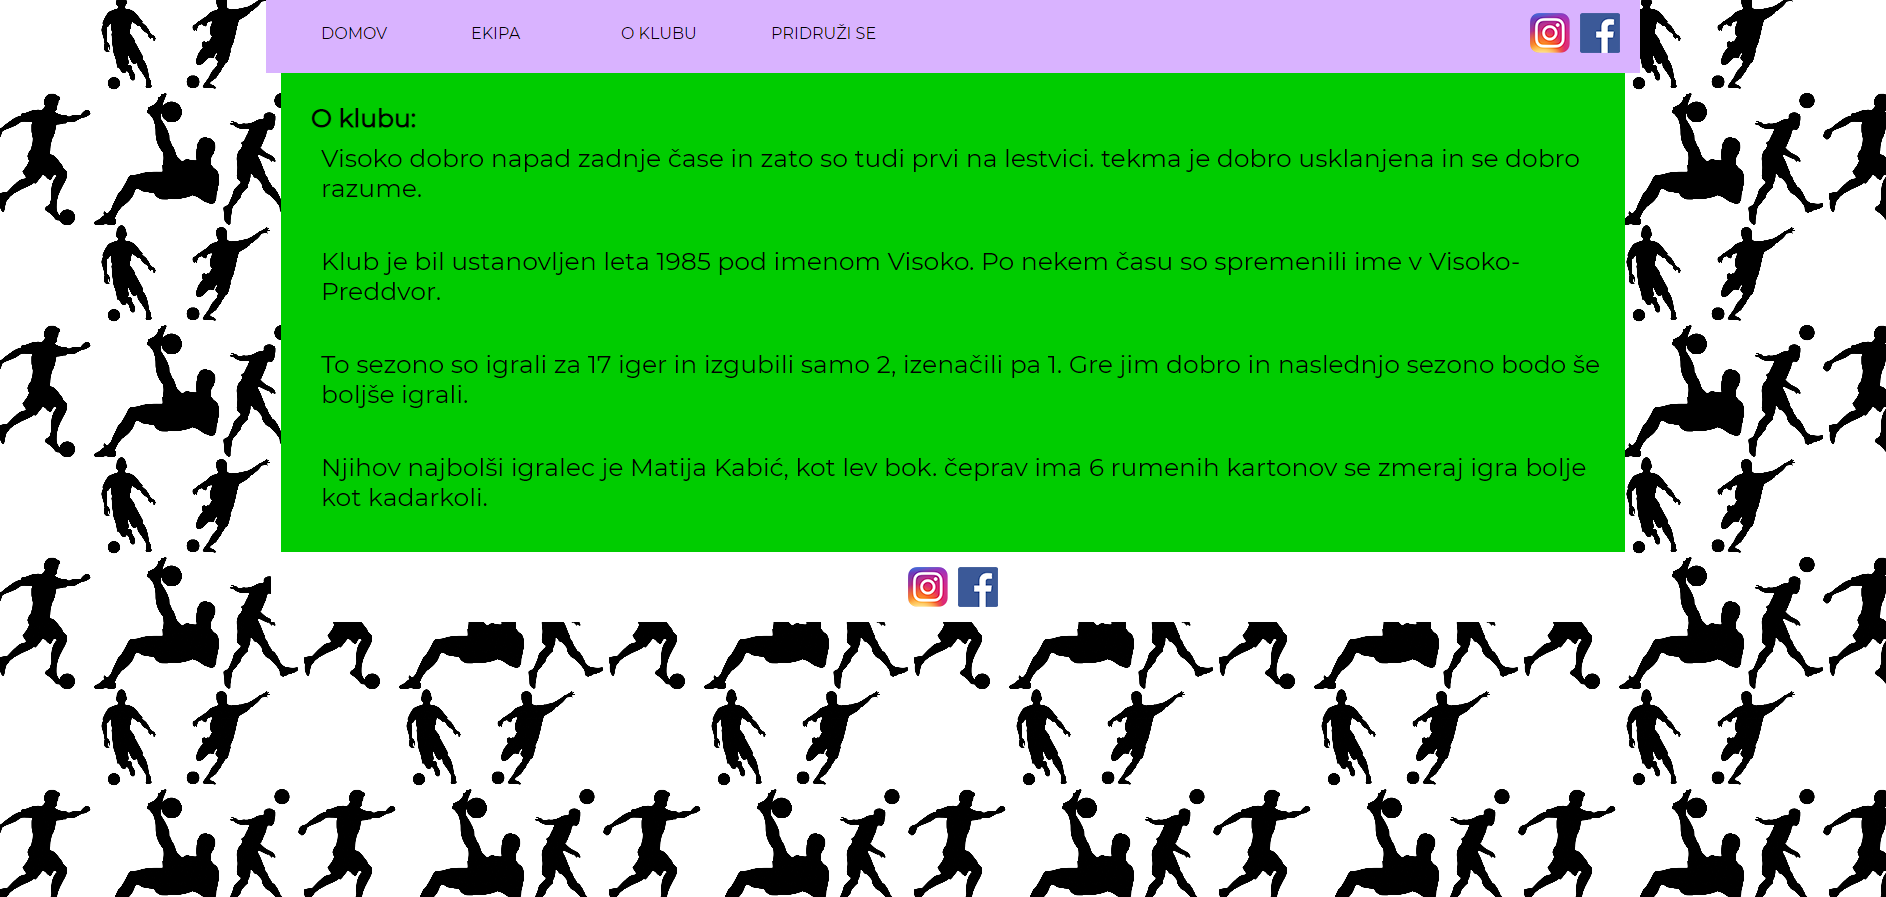 DOMOV EKIPA O KLUBU PRIDRUŽI SE
O klubu:
Visoko dobro napad zadnje čase in zato so tudi prvi na lestvici. tekma je dobro usklanjena in se dobro
razume.
Klub je bil ustanovljen leta 1985 pod imenom Visoko. Po nekem času so spremenili ime v Visoko-
Preddvor.
To sezono so igrali za 17 iger in izgubili samo 2, izenačili pa 1. Gre jim dobro in naslednjo sezono bodo še
boljše igrali.
Njihov najbolši igralec je Matija Kabić, kot lev bok. čeprav ima 6 rumenih kartonov se zmeraj igra bolje
kot kadarkoli.